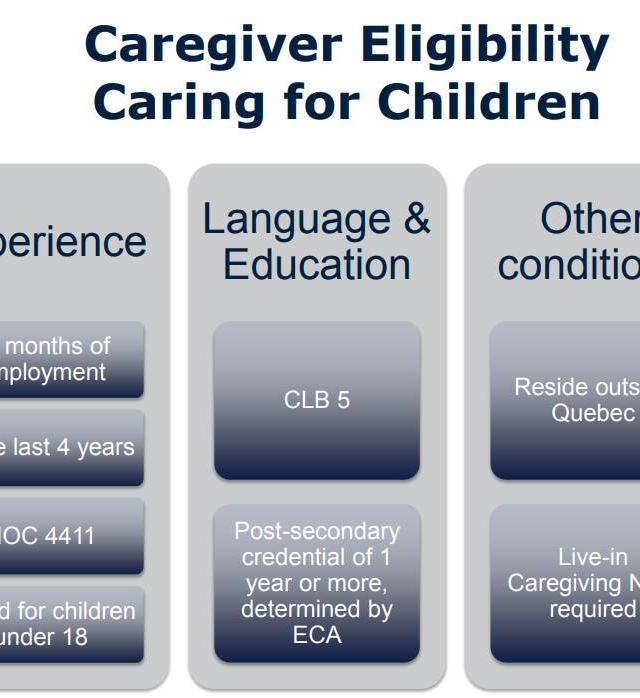 Caregiver Eligibility
Caring for Children
perience
months of
mployment
e last 4 years
NOC 4411
d for children
under 18
Language &
Education
CLB 5
Post-secondary
credential of 1
year or more,
determined by
ECA
Other
conditio
Reside outs
Quebec
Live-in
Caregiving N
required